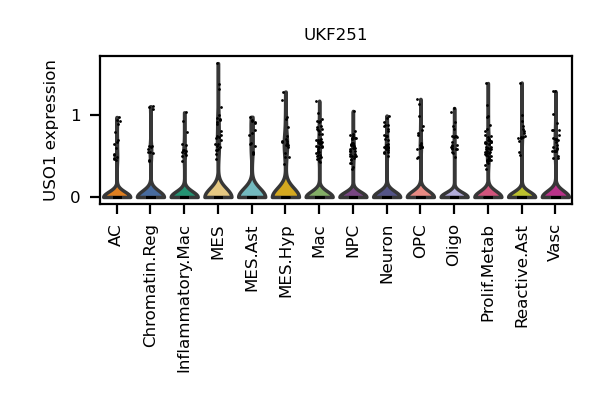 UKF251
USO1 expression
1
0
AC
Chromatin.Reg
Inflammatory.Mac
MES
MES.Ast
MES.Hyp
Mac
NPC
Neuron
OPC
Oligo
Prolif.Metab
Reactive.Ast
Vasc